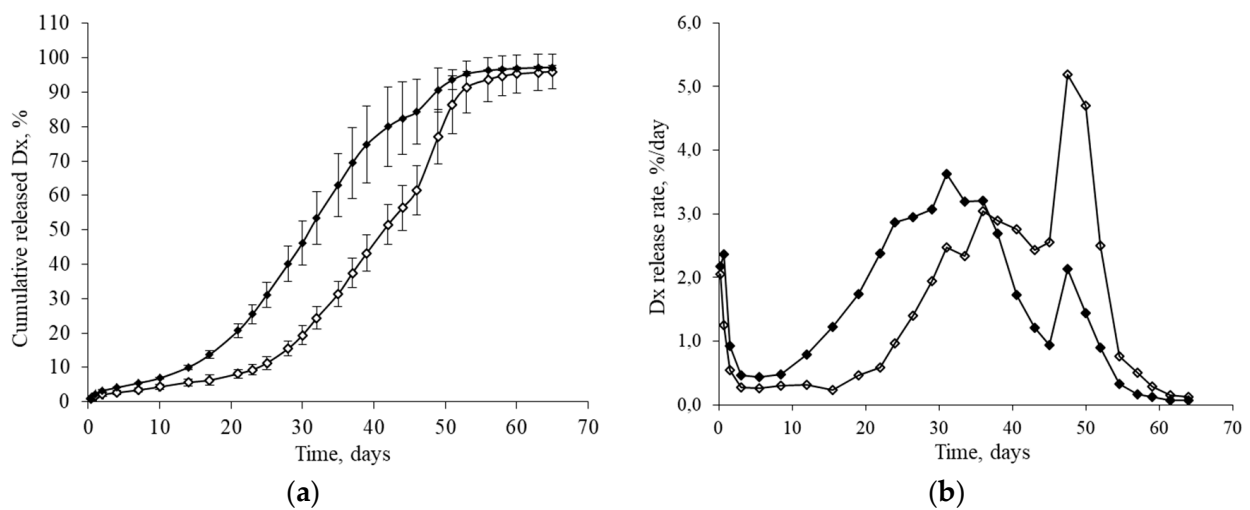 Cumulative released Dx, %
110
100
90
80
70
60
50
40
30
20
10
0
0 10 20 30 40 50 60 70
Time, days
(a)
Dx release rate, %/day
6,0
5,0
4,0
3,0
2,0
1,0
0,0
0 10 20 30 40 50 60 70
Time, days
(b)